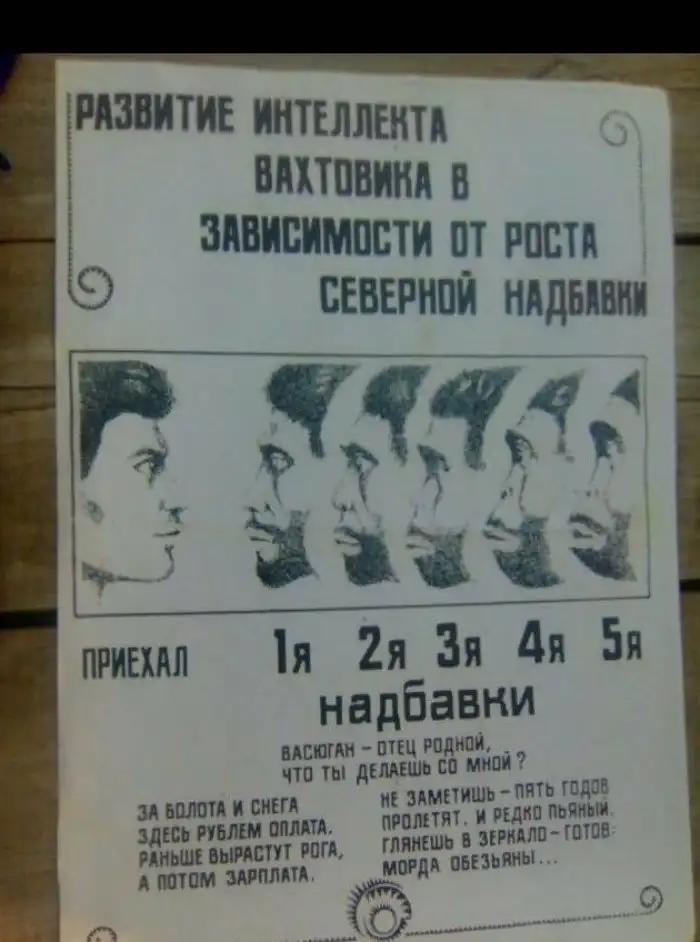 РАЗВИТИЕ ИНТЕЛЛЕКТА
ВАХТОВИКА В
ЗАВИСИМОСТИ ОТ РОСТА
СЕВЕРНОЙ НАДБАВКИ
ПРИЕХАЛ 1я 2я 3я 4я 5я
надбавки
ВАСЮГАН – ОТЕЦ РОДНОЙ,
ЧТО ТЫ ДЕЛАЕШЬ СО МНОЙ?
ЗА БОЛОТА И СНЕГА
ЗДЕСЬ РУБЛЕМ ОПЛАТА.
РАНЬШЕ ВЫРАСТУТ РОГА,
А ПОТОМ ЗАРПЛАТА.
НЕ ЗАМЕТИШЬ – ПЯТЬ ГОДОВ
ПРОЛЕТЯТ. И РЕДКО ПЬЯНЫЙ.
ГЛЯНЕШЬ В ЗЕРКАЛО – ГОТОВ:
МОРДА ОБЕЗЬЯНЫ...